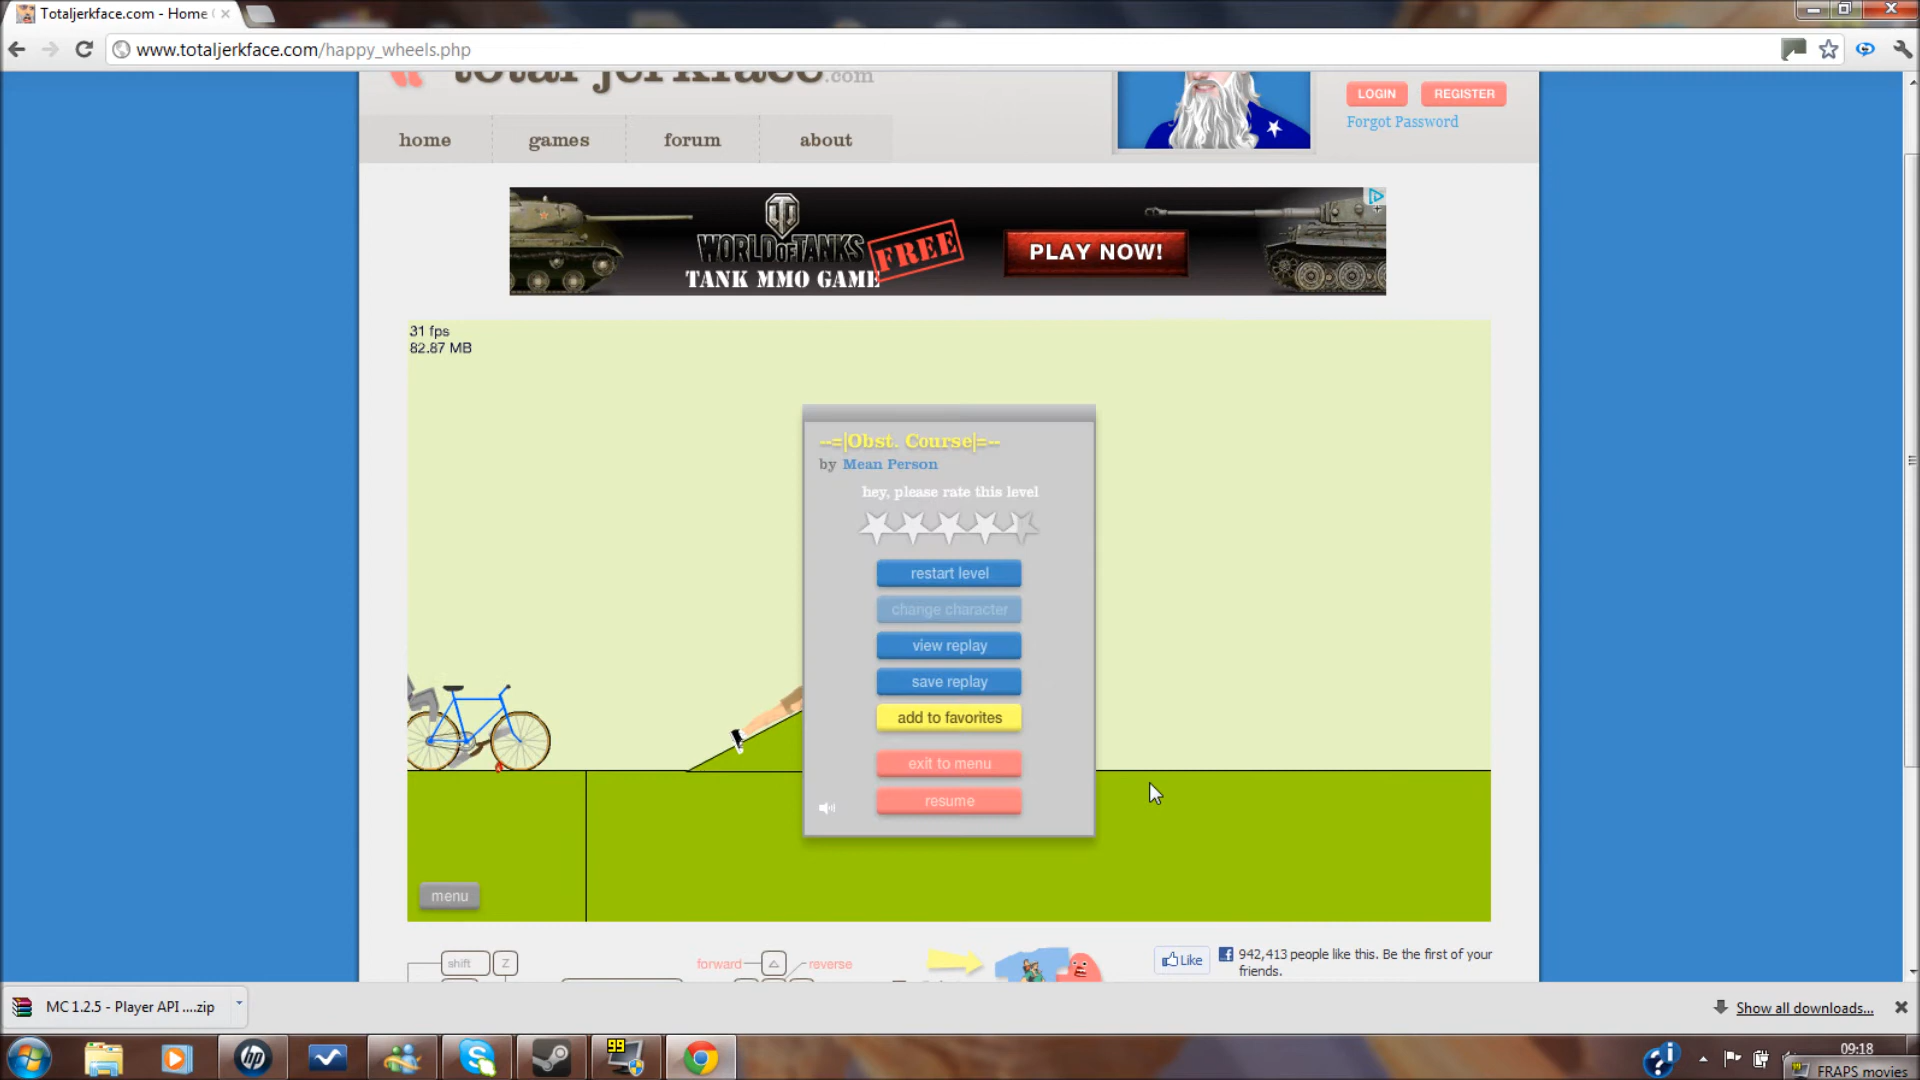 Totaljerkface.com - Home
www.totaljerkface.com/happy_wheels.php
total jerkface.com
LOGIN
REGISTER
Forgot Password
home
games
forum
about
WORLD OF TANKS
FREE
TANK MMO GAME
PLAY NOW!
31 fps
82.87 MB
--=|Obst. Course|=--
by Mean Person
hey, please rate this level
restart level
change character
view replay
save replay
add to favorites
exit to menu
resume
menu
shift
Z
forward
reverse
Like
942,413 people like this. Be the first of your
friends.
MC 1.2.5 - Player API ....zip
Show all downloads...
hp
99
09:18
FRAPS movies